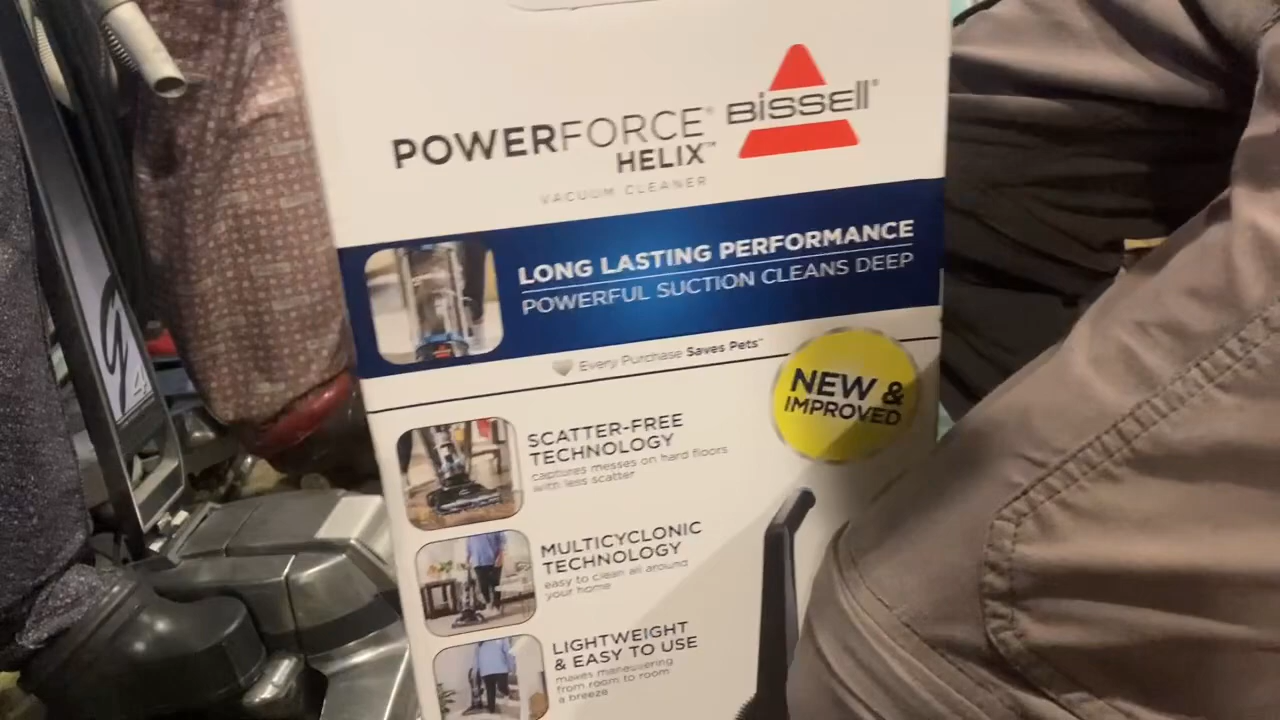 POWERFORCE®
HELIX™
VACUUM CLEANER
BISSELL®
LONG LASTING PERFORMANCE
POWERFUL SUCTION CLEANS DEEP
Every Purchase Saves Pets™
NEW &
IMPROVED
SCATTER-FREE
TECHNOLOGY
captures messes on hard floors
with less scatter
MULTICYCLONIC
TECHNOLOGY
easy to clean all around
your home
LIGHTWEIGHT
& EASY TO USE
makes maneuvering
from room to room
a breeze